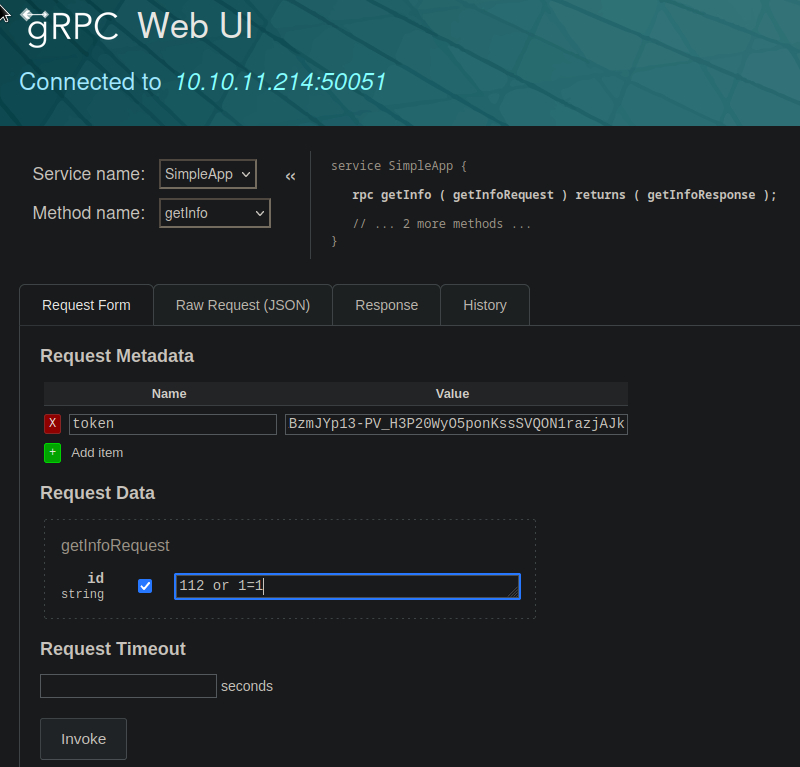 gRPC Web UI
Connected to 10.10.11.214:50051
Service name: SimpleApp
Method name: getInfo
«
service SimpleApp {
rpc getInfo ( getInfoRequest ) returns ( getInfoResponse );
// ... 2 more methods ...
}
Request Form Raw Request (JSON) Response History
Request Metadata
Name Value
X token BzmJYp13-PV_H3P20WyO5ponKssSVQON1razjAJk
+ Add item
Request Data
getInfoRequest
id 112 or 1=1
string
Request Timeout
seconds
Invoke